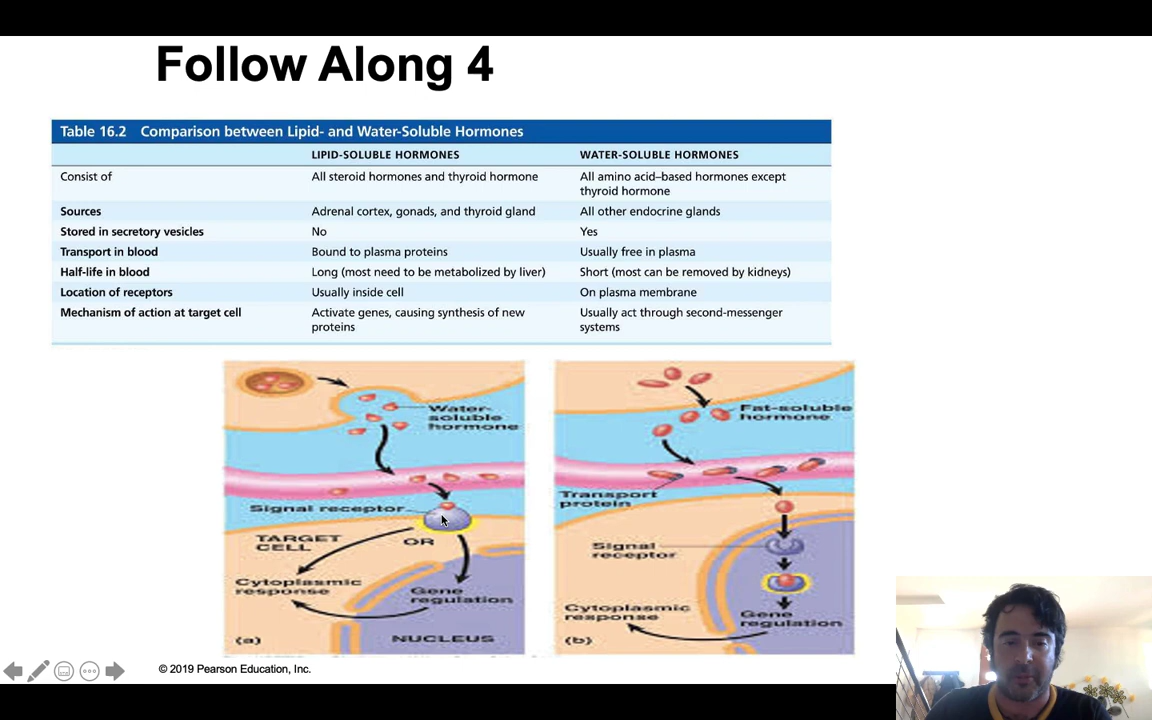 Follow Along 4
Table 16.2 Comparison between Lipid- and Water-Soluble Hormones
LIPID-SOLUBLE HORMONES WATER-SOLUBLE HORMONES
Consist of All steroid hormones and thyroid hormone All amino acid–based hormones except
thyroid hormone
Sources Adrenal cortex, gonads, and thyroid gland All other endocrine glands
Stored in secretory vesicles No Yes
Transport in blood Bound to plasma proteins Usually free in plasma
Half-life in blood Long (most need to be metabolized by liver) Short (most can be removed by kidneys)
Location of receptors Usually inside cell On plasma membrane
Mechanism of action at target cell Activate genes, causing synthesis of new Usually act through second-messenger
proteins systems
Water-
soluble
hormone
Signal receptor
TARGET
CELL
OR
Cytoplasmic
response
Gene
regulation
(a)
NUCLEUS
Fat-soluble
hormone
Transport
protein
Signal
receptor
Cytoplasmic
response
Gene
regulation
(b)
© 2019 Pearson Education, Inc.